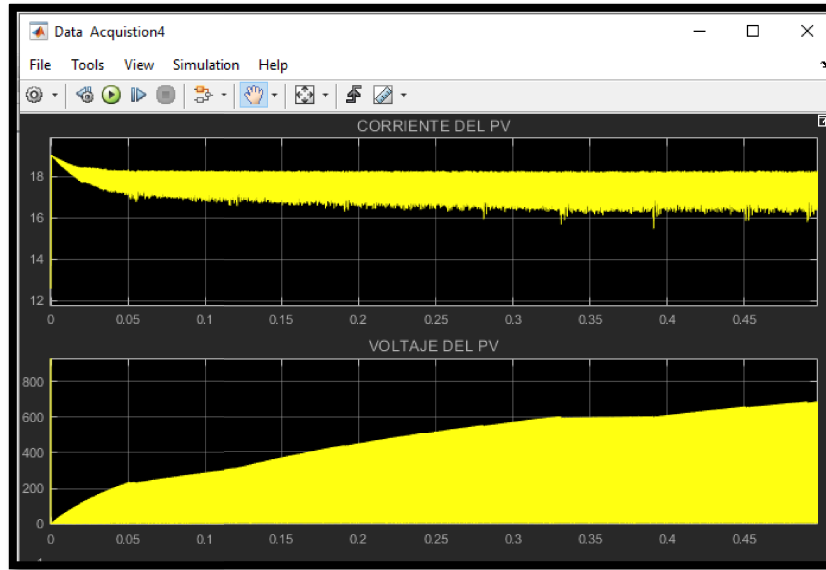 Data Acquistion4
File Tools View Simulation Help
CORRIENTE DEL PV
18
16
14
12
0 0.05 0.1 0.15 0.2 0.25 0.3 0.35 0.4 0.45
VOLTAJE DEL PV
800
600
400
200
0
0 0.05 0.1 0.15 0.2 0.25 0.3 0.35 0.4 0.45